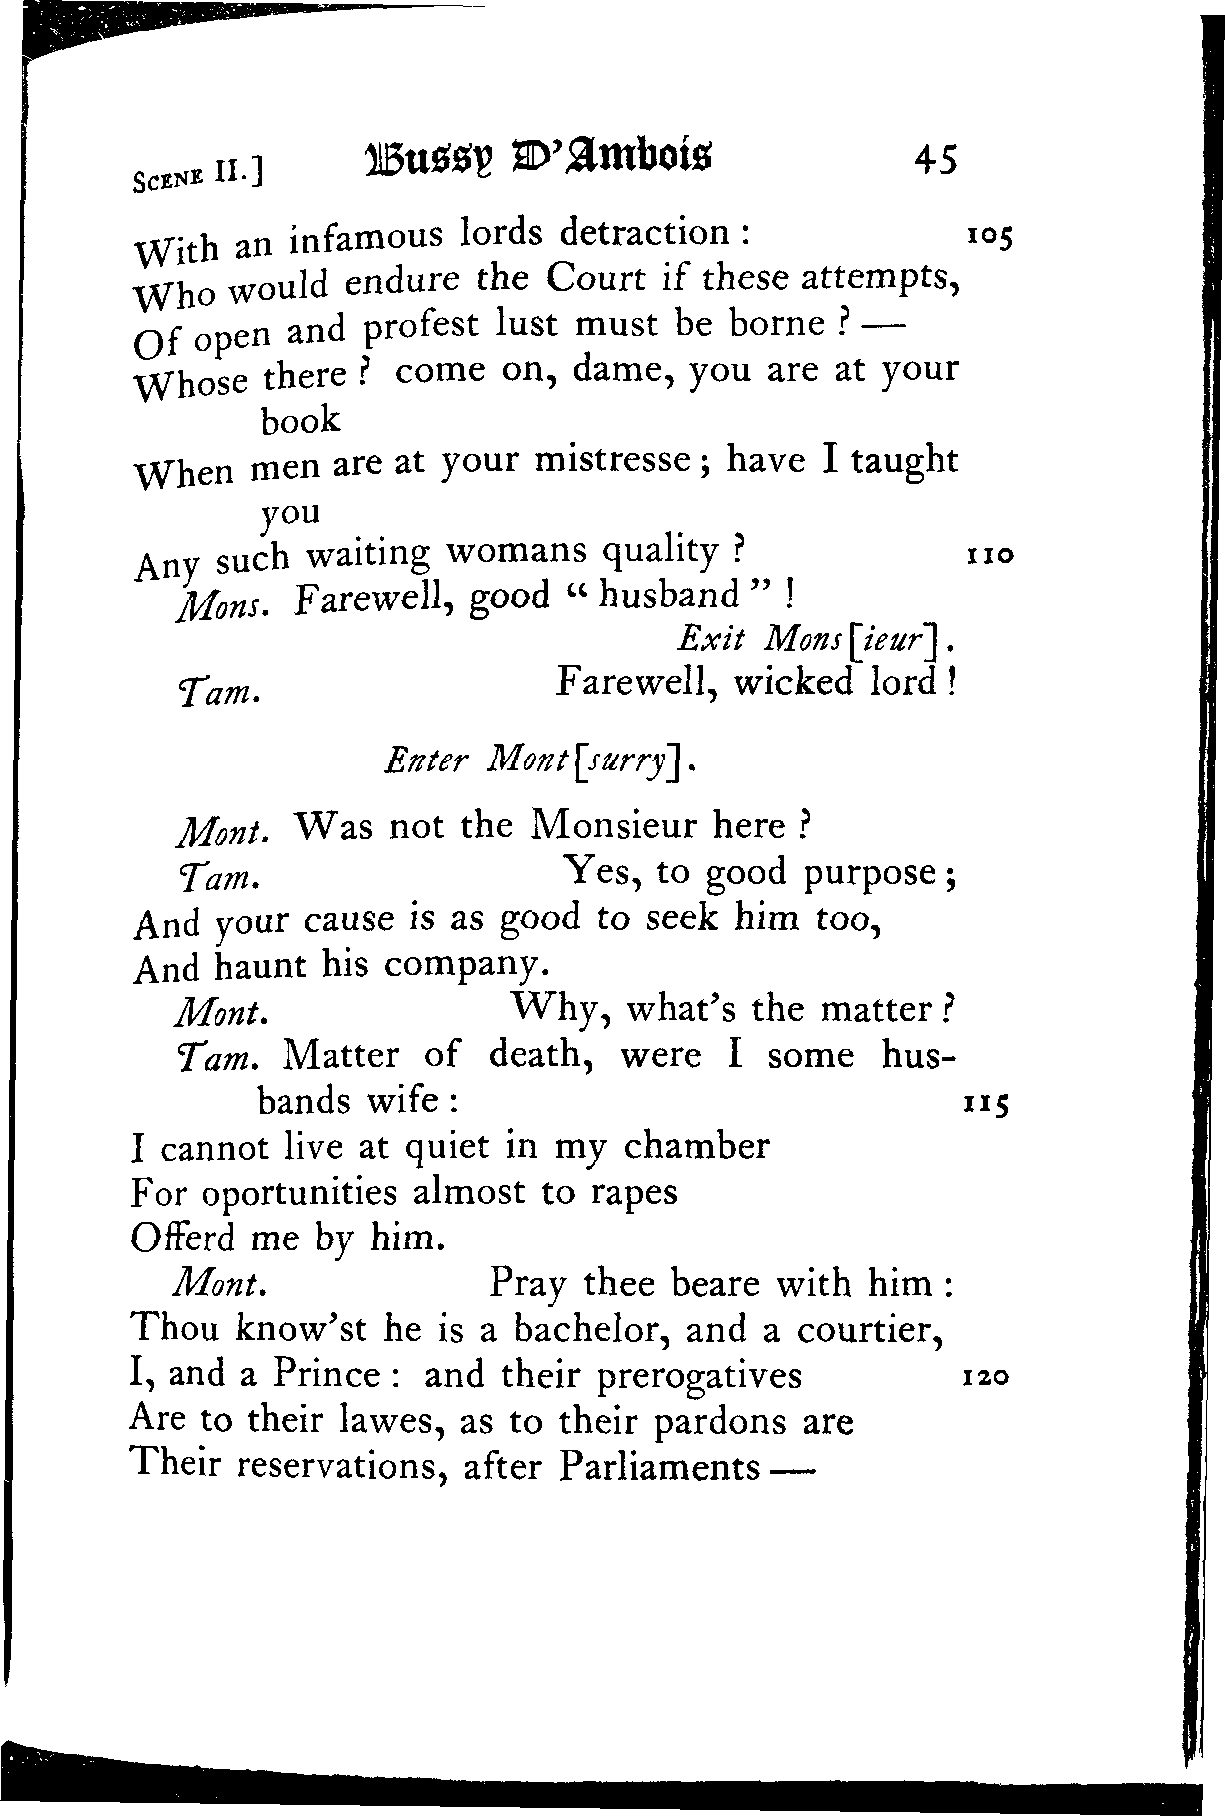 SCENE II.] Bussy D'Ambois 45
With an infamous lords detraction : 105
Who would endure the Court if these attempts,
Of open and profest lust must be borne ? —
Whose there ? come on, dame, you are at your
book
When men are at your mistresse ; have I taught
you
Any such waiting womans quality ? 110
Mons. Farewell, good " husband " !
Exit Mons[ieur].
Tam. Farewell, wicked lord !
Enter Mont[surry].
Mont. Was not the Monsieur here ?
Tam. Yes, to good purpose ;
And your cause is as good to seek him too,
And haunt his company.
Mont. Why, what's the matter ?
Tam. Matter of death, were I some hus-
bands wife : 115
I cannot live at quiet in my chamber
For oportunities almost to rapes
Offerd me by him.
Mont. Pray thee beare with him :
Thou know'st he is a bachelor, and a courtier,
I, and a Prince : and their prerogatives 120
Are to their lawes, as to their pardons are
Their reservations, after Parliaments —